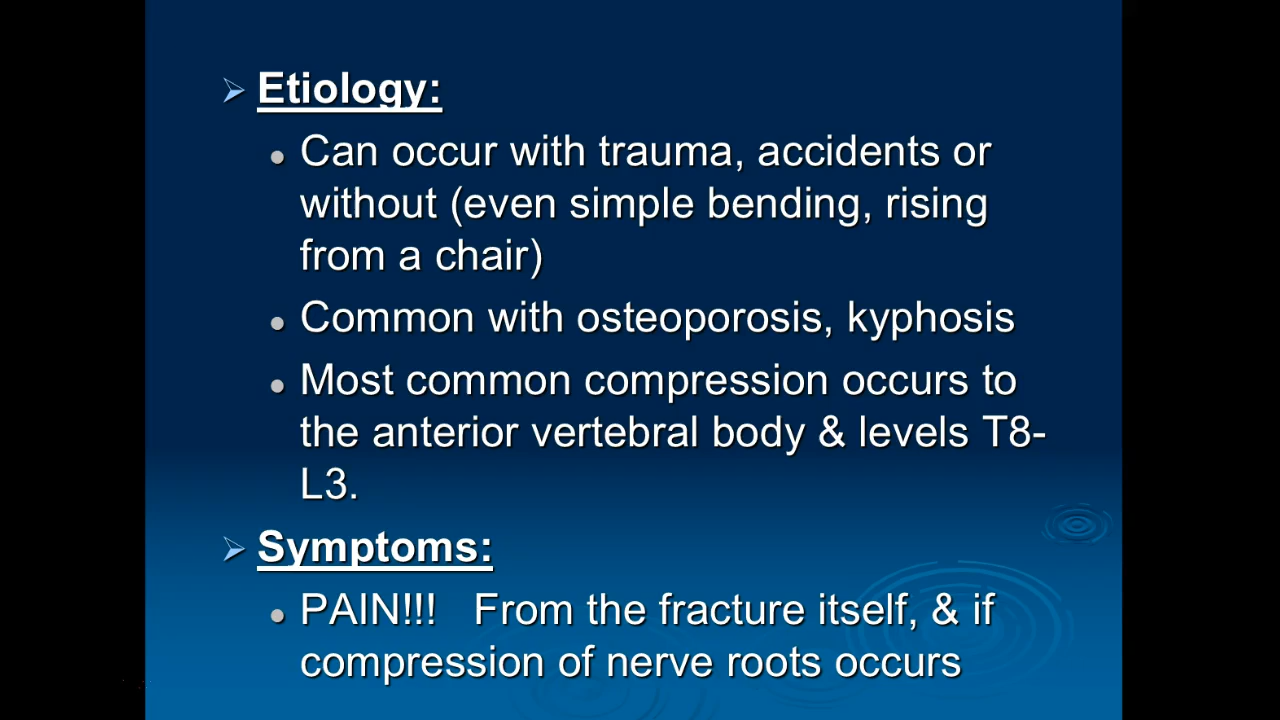 Etiology:
Can occur with trauma, accidents or
without (even simple bending, rising
from a chair)
Common with osteoporosis, kyphosis
Most common compression occurs to
the anterior vertebral body & levels T8-
L3.
Symptoms:
PAIN!!! From the fracture itself, & if
compression of nerve roots occurs